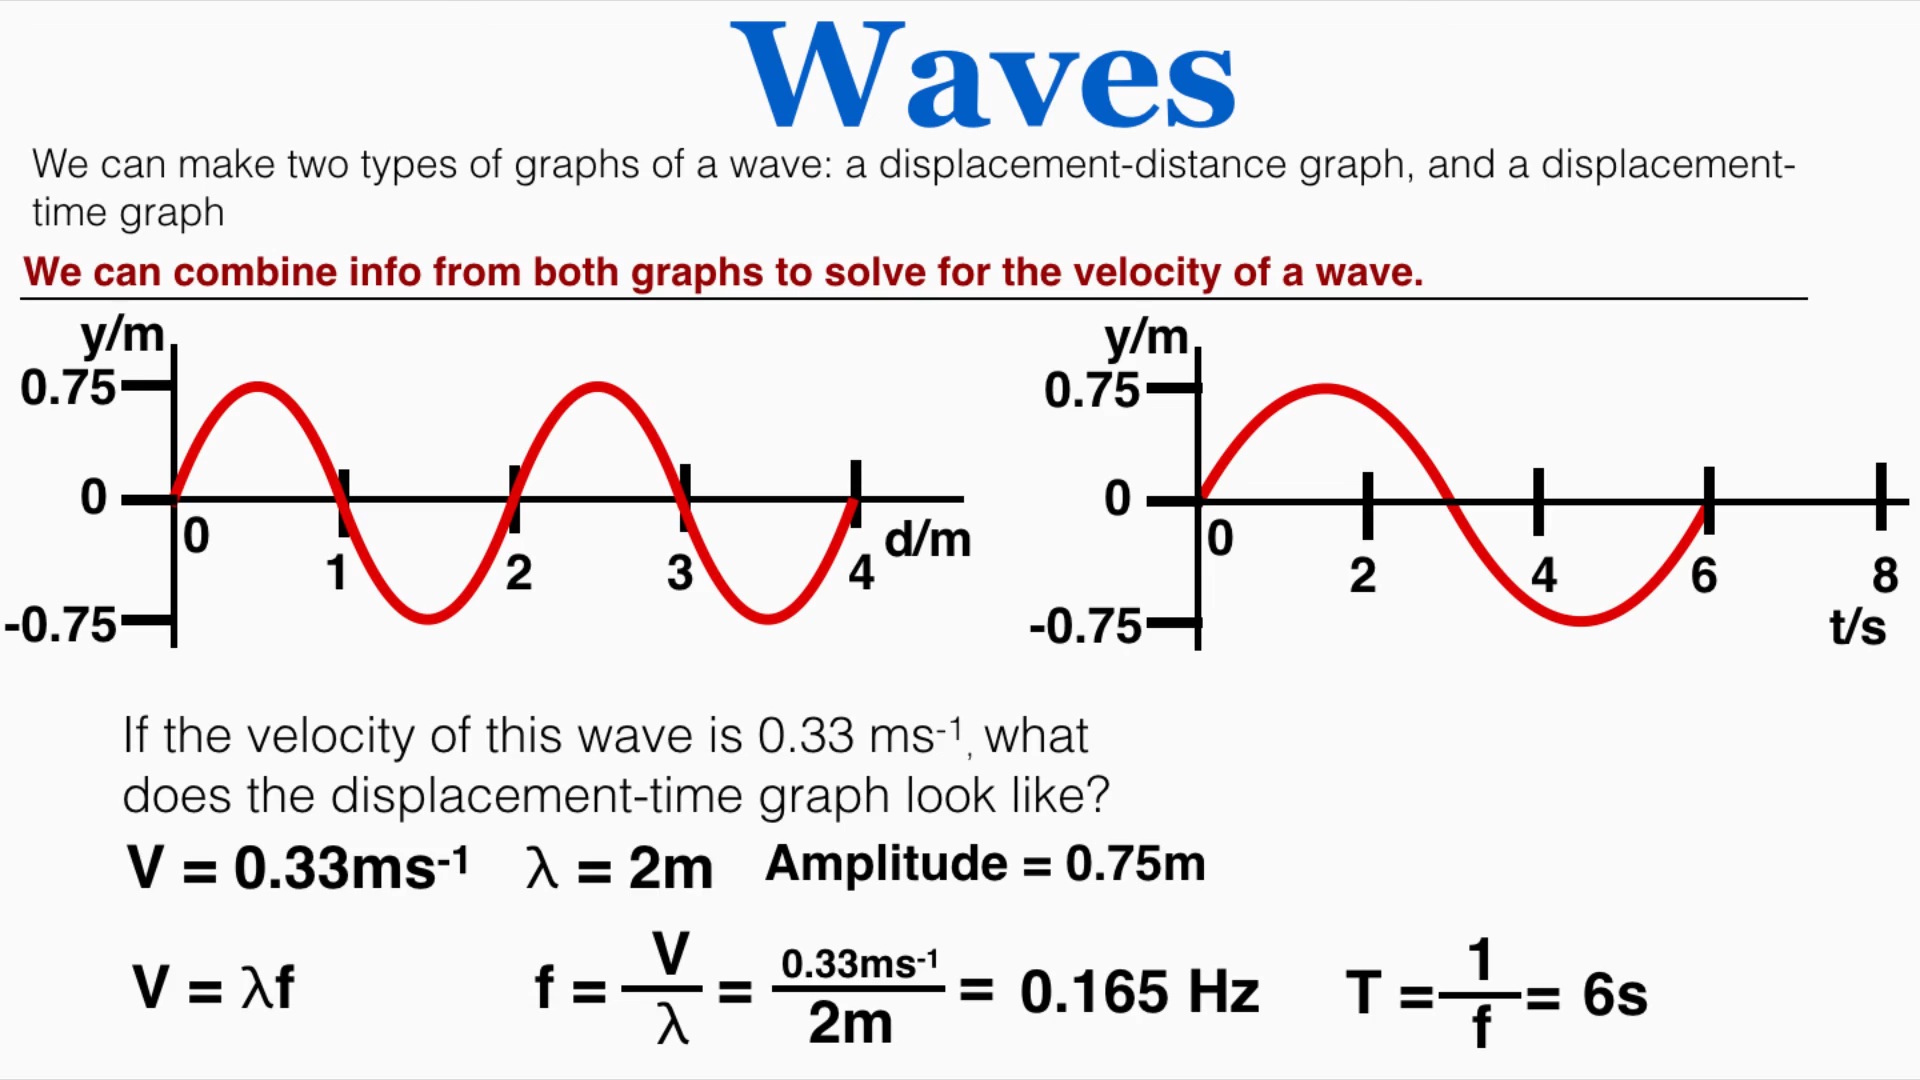 Waves
We can make two types of graphs of a wave: a displacement-distance graph, and a displacement-
time graph
We can combine info from both graphs to solve for the velocity of a wave.
y/m
0.75
0
-0.75
0
1
2
3
4
d/m
y/m
0.75
0
-0.75
0
2
4
6
8
t/s
If the velocity of this wave is 0.33 ms⁻¹, what
does the displacement-time graph look like?
V = 0.33ms⁻¹ λ = 2m Amplitude = 0.75m
V = λf f = V/λ = 0.33ms⁻¹/2m = 0.165 Hz T = 1/f = 6s